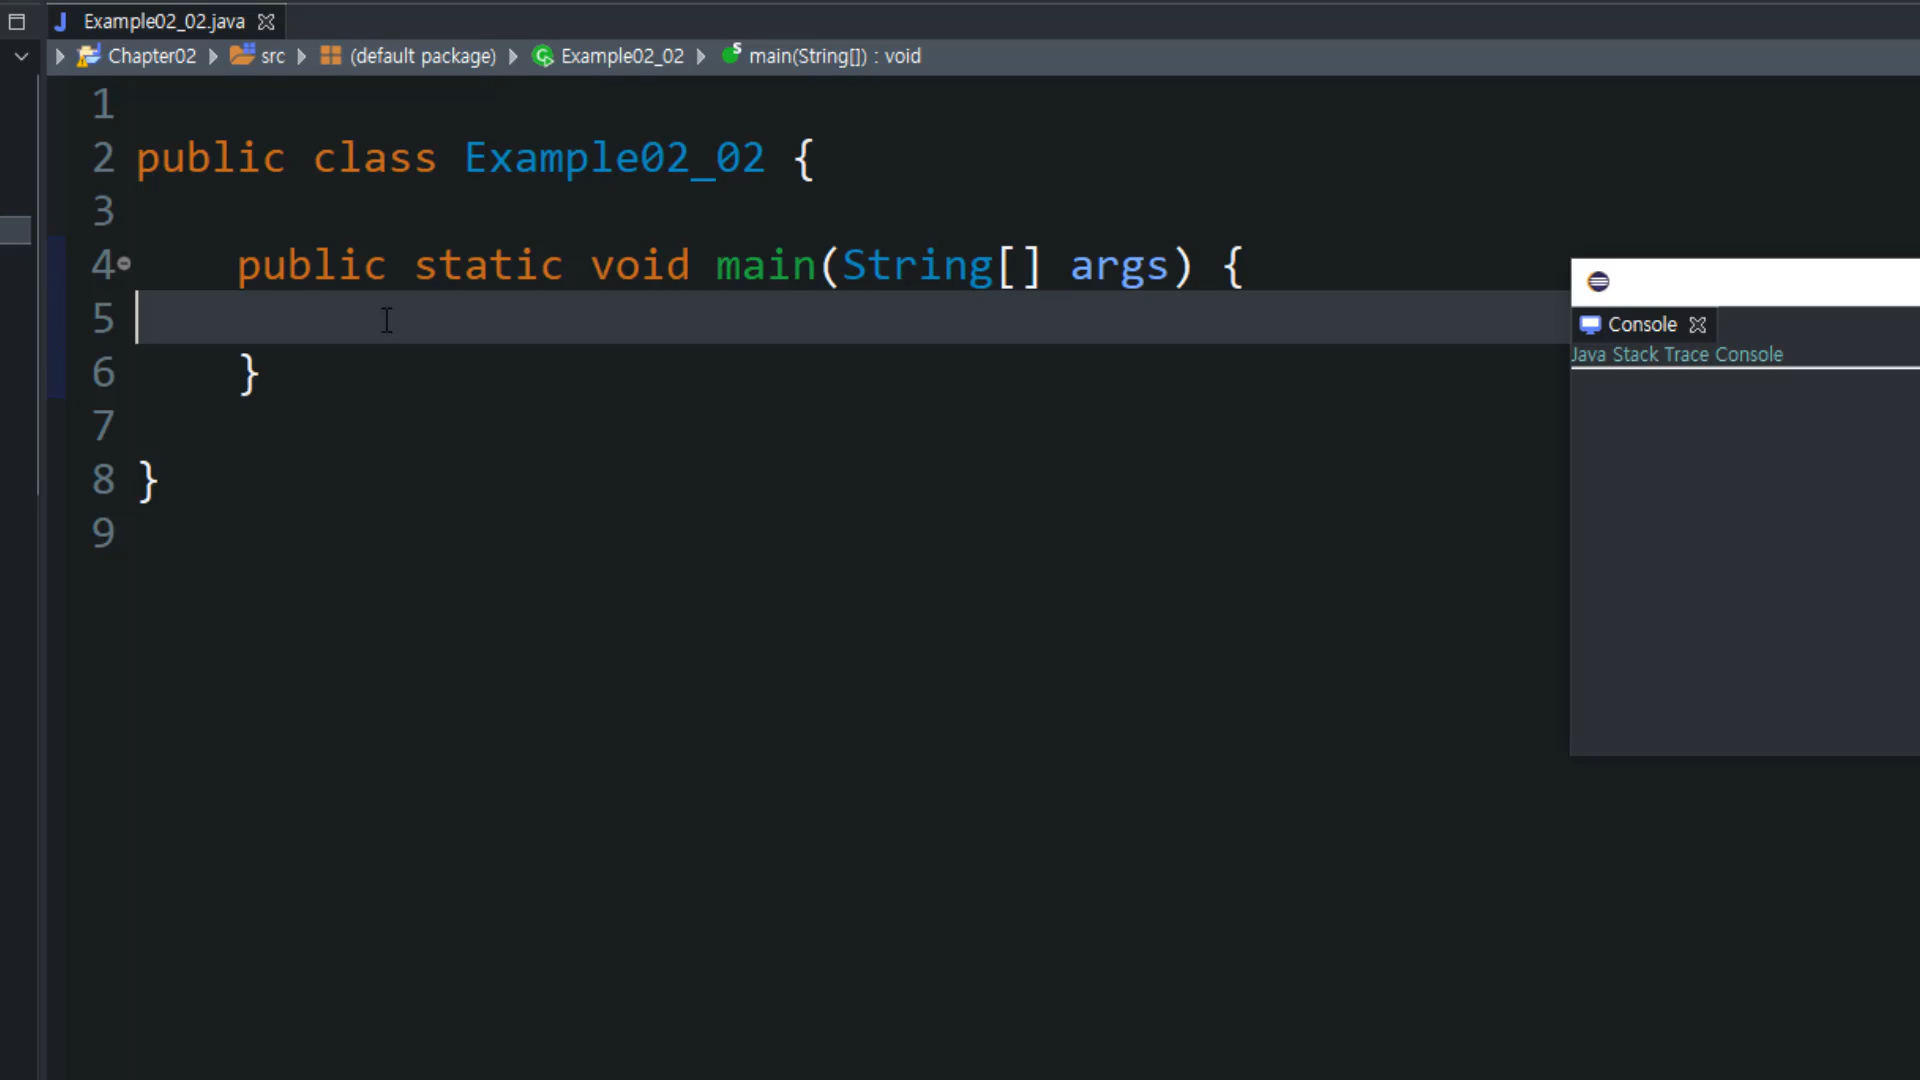 Example02_02.java
Chapter02 src (default package) Example02_02 main(String[]) : void
1
2 public class Example02_02 {
3
4 public static void main(String[] args) {
5
6 }
7
8 }
9
Console
Java Stack Trace Console